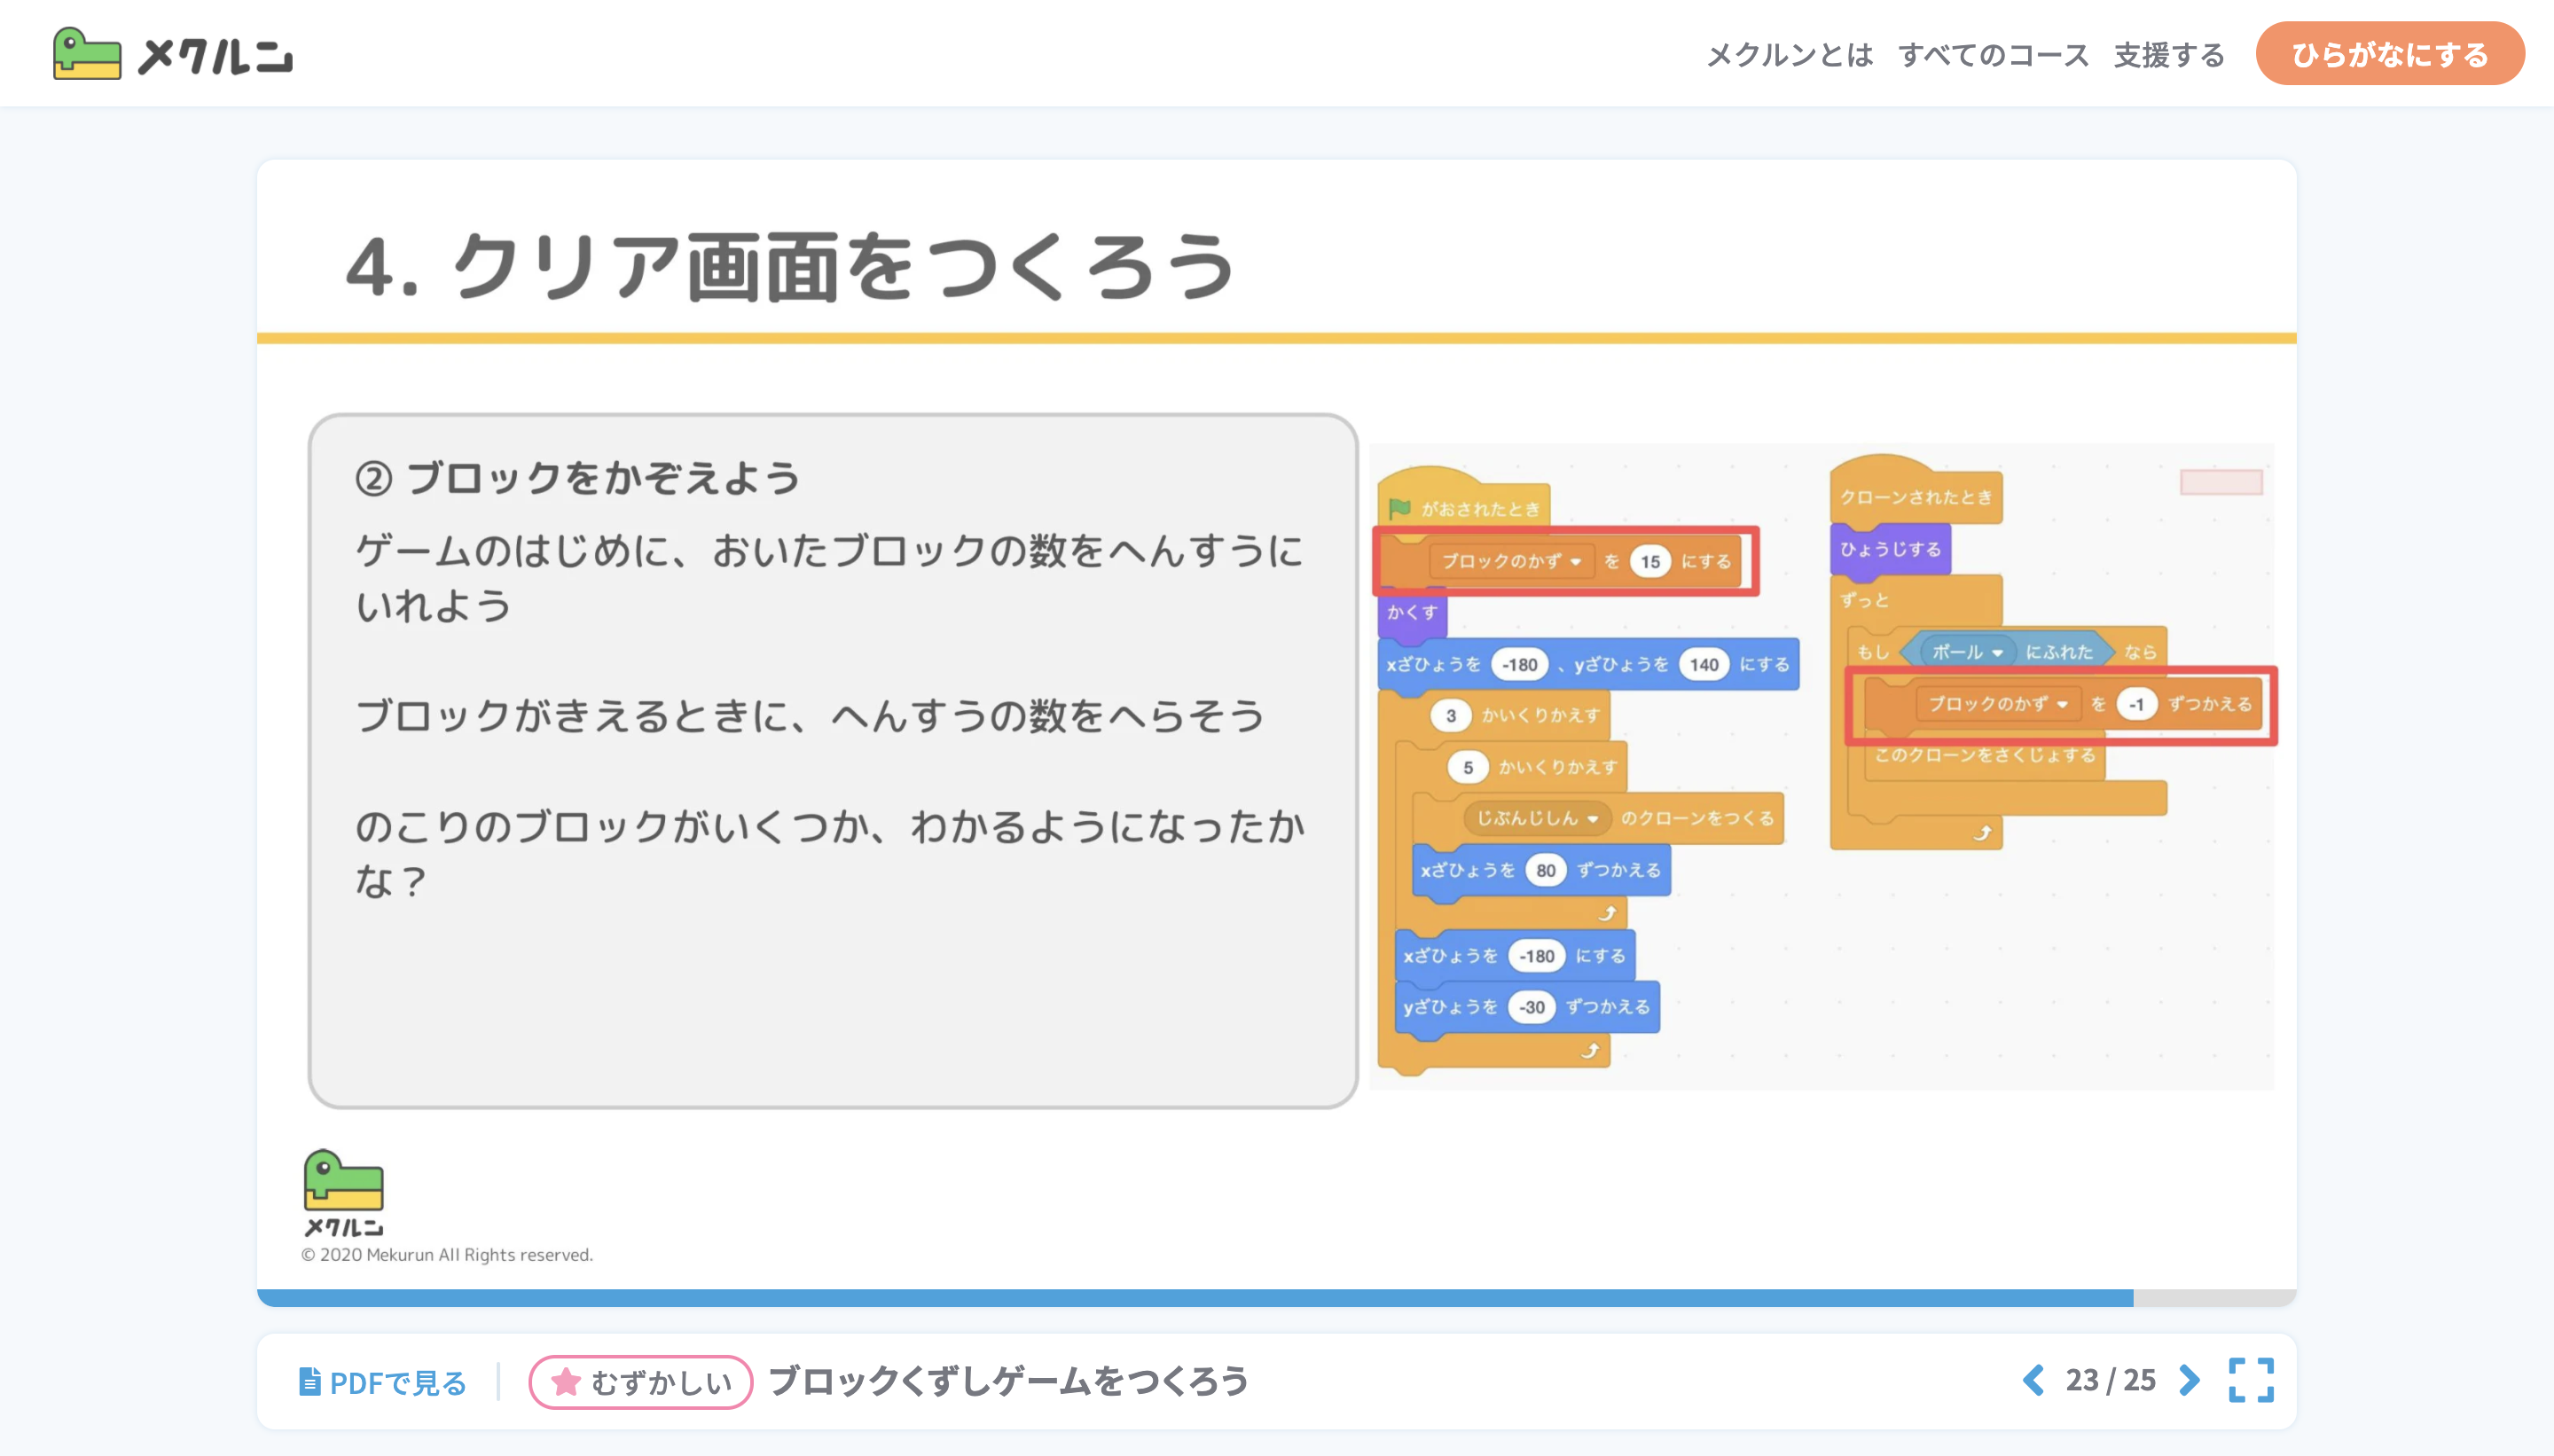 メクルン
メクルンとは すべてのコース 支援する ひらがなにする
4. クリア画面をつくろう
② ブロックをかぞえよう
ゲームのはじめに、おいたブロックの数をへんすうに
いれよう
ブロックがきえるときに、へんすうの数をへらそう
のこりのブロックがいくつか、わかるようになったか
な？
がおされたとき
ブロックのかず を 15 にする
かくす
xざひょうを -180 、yざひょうを 140 にする
3 かいくりかえす
5 かいくりかえす
じぶんじしん のクローンをつくる
xざひょうを 80 ずつかえる
xざひょうを -180 にする
yざひょうを -30 ずつかえる
クローンされたとき
ひょうじする
ずっと
もし ボール にふれた なら
ブロックのかず を -1 ずつかえる
このクローンをさくじょする
メクルン
© 2020 Mekurun All Rights reserved.
PDFで見る むずかしい ブロックくずしゲームをつくろう 23 / 25